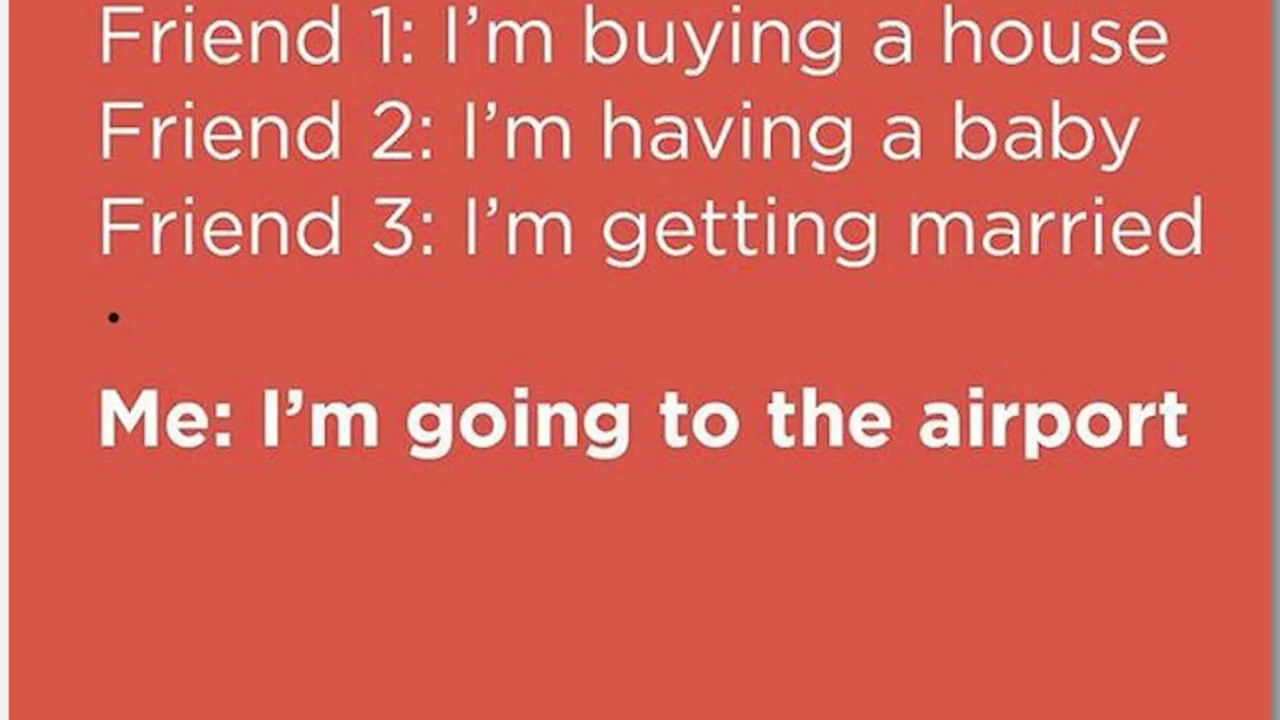 Friend 1: I’m buying a house
Friend 2: I’m having a baby
Friend 3: I’m getting married
.
Me: I’m going to the airport